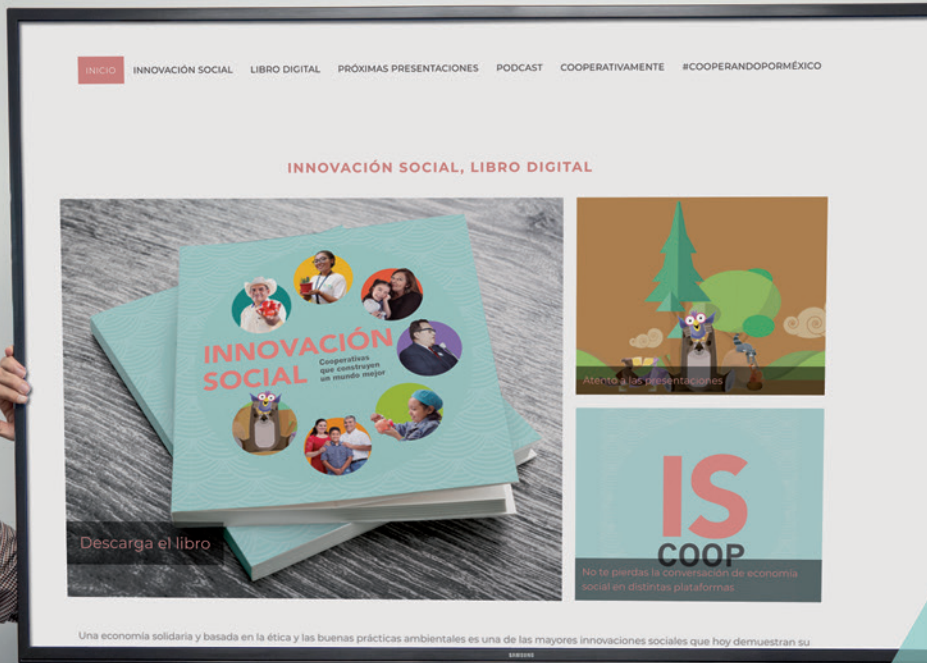 INICIO INNOVACIÓN SOCIAL LIBRO DIGITAL PRÓXIMAS PRESENTACIONES PODCAST COOPERATIVAMENTE #COOPERANDOPORMÉXICO
INNOVACIÓN SOCIAL, LIBRO DIGITAL
INNOVACIÓN
SOCIAL
Cooperativas
que construyen
un mundo mejor
Descarga el libro
Atento a las presentaciones
IS
COOP
No te pierdas la conversación de economía
social en distintas plataformas
Una economía solidaria y basada en la ética y las buenas prácticas ambientales es una de las mayores innovaciones sociales que hoy demuestran su
SAMSUNG